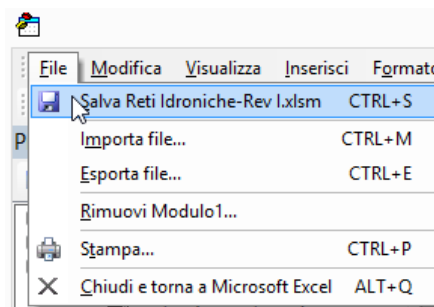 File Modifica Visualizza Inserisci Formato
Salva Reti Idroniche-Rev I.xlsm CTRL+S
P
Importa file... CTRL+M
Esporta file... CTRL+E
Rimuovi Modulo1...
Stampa... CTRL+P
Chiudi e torna a Microsoft Excel ALT+Q